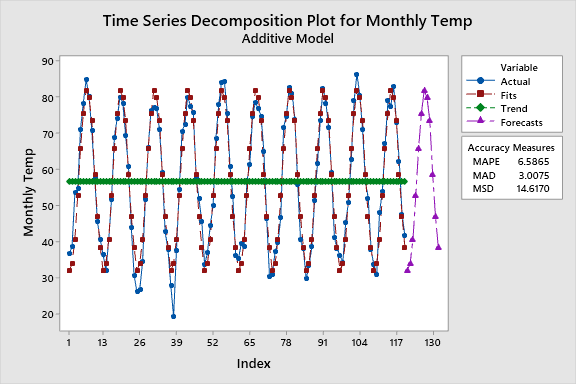 Time Series Decomposition Plot for Monthly Temp
Additive Model
90
80
70
60
50
40
30
20
Monthly Temp
1 13 26 39 52 65 78 91 104 117 130
Index
Variable
Actual
Fits
Trend
Forecasts
Accuracy Measures
MAPE 6.5865
MAD 3.0075
MSD 14.6170